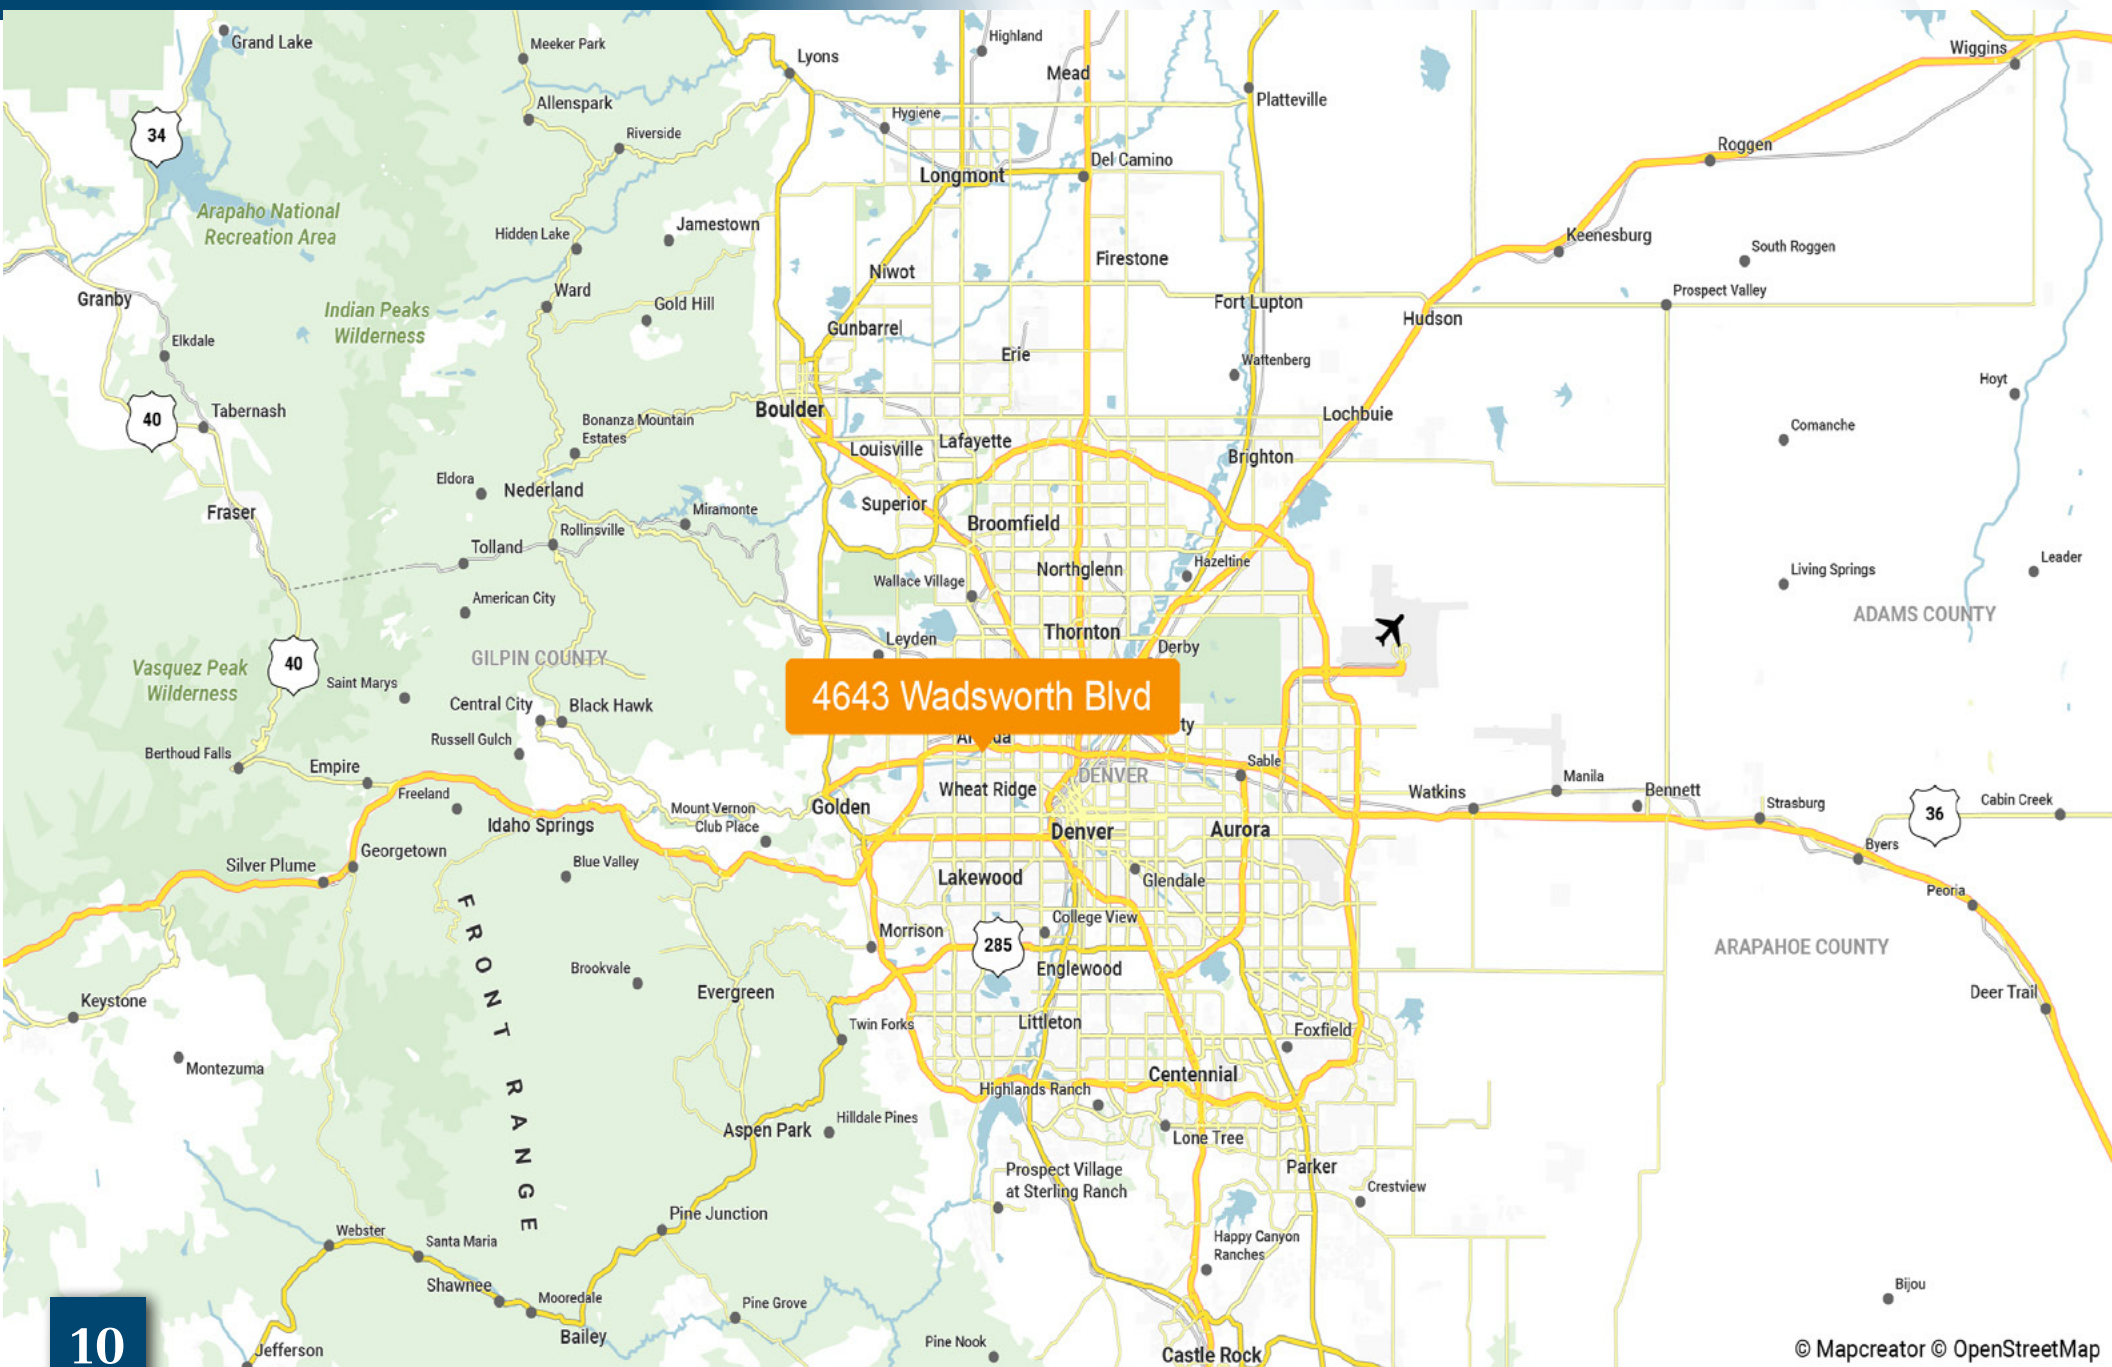 Grand Lake
Meeker Park
Lyons
Highland
Mead
Wiggins
Platteville
Allenspark
Hygiene
34
Riverside
Roggen
Del Camino
Longmont
Arapaho National
Recreation Area
Jamestown
Hidden Lake
Keenesburg
South Roggen
Firestone
Niwot
Granby
Ward
Gold Hill
Prospect Valley
Fort Lupton
Indian Peaks
Wilderness
Hudson
Gunbarrel
Elkdale
Erie
Wattenberg
Hoyt
40
Tabernash
Boulder
Lochbuie
Bonanza Mountain
Estates
Comanche
Louisville
Lafayette
Brighton
Eldora
Nederland
Superior
Fraser
Miramonte
Broomfield
Rollinsville
Tolland
Hazeltine
Leader
Northglenn
Living Springs
Wallace Village
American City
ADAMS COUNTY
Thornton
Leyden
Derby
GILPIN COUNTY
40
Vasquez Peak
Wilderness
Saint Marys
4643 Wadsworth Blvd
Central City
Black Hawk
ty
Russell Gulch
Berthoud Falls
Empire
Sable
DENVER
Manila
Freeland
Wheat Ridge
Watkins
Bennett
Mount Vernon
Club Place
Golden
Strasburg
36
Cabin Creek
Idaho Springs
Denver
Aurora
Byers
Georgetown
Silver Plume
Blue Valley
Lakewood
Glendale
Peoria
FRONT RANGE
College View
Morrison
285
ARAPAHOE COUNTY
Brookvale
Englewood
Evergreen
Keystone
Deer Trail
Twin Forks
Littleton
Foxfield
Montezuma
Centennial
Highlands Ranch
Hilldale Pines
Aspen Park
Lone Tree
Prospect Village
at Sterling Ranch
Parker
Crestview
Pine Junction
Webster
Santa Maria
Happy Canyon
Ranches
Shawnee
Bijou
Mooredale
Pine Grove
Bailey
Pine Nook
10
Jefferson
Castle Rock
© Mapcreator © OpenStreetMap